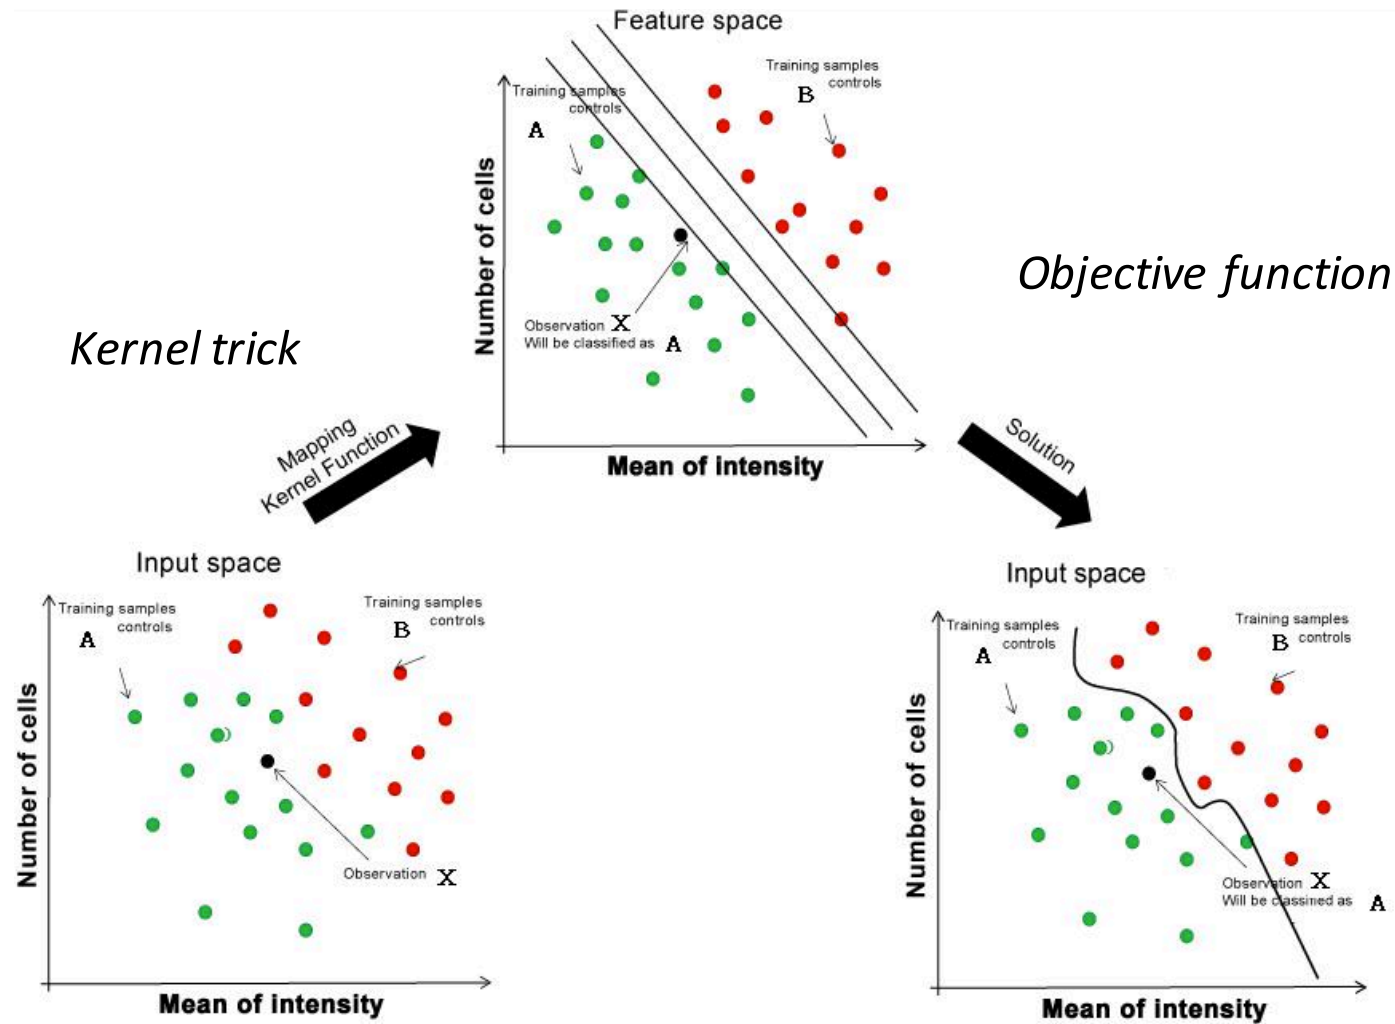 Feature space
Training samples
controls
A
Training samples
controls
B
Number of cells
Observation X
Will be classified as A
Mean of intensity
Kernel trick
Objective function
Mapping
Kernel Function
Solution
Input space
Training samples
controls
A
Training samples
controls
B
Number of cells
Observation X
Mean of intensity
Input space
Training samples
controls
A
Training samples
controls
B
Number of cells
Observation X
Will be classified as A
Mean of intensity